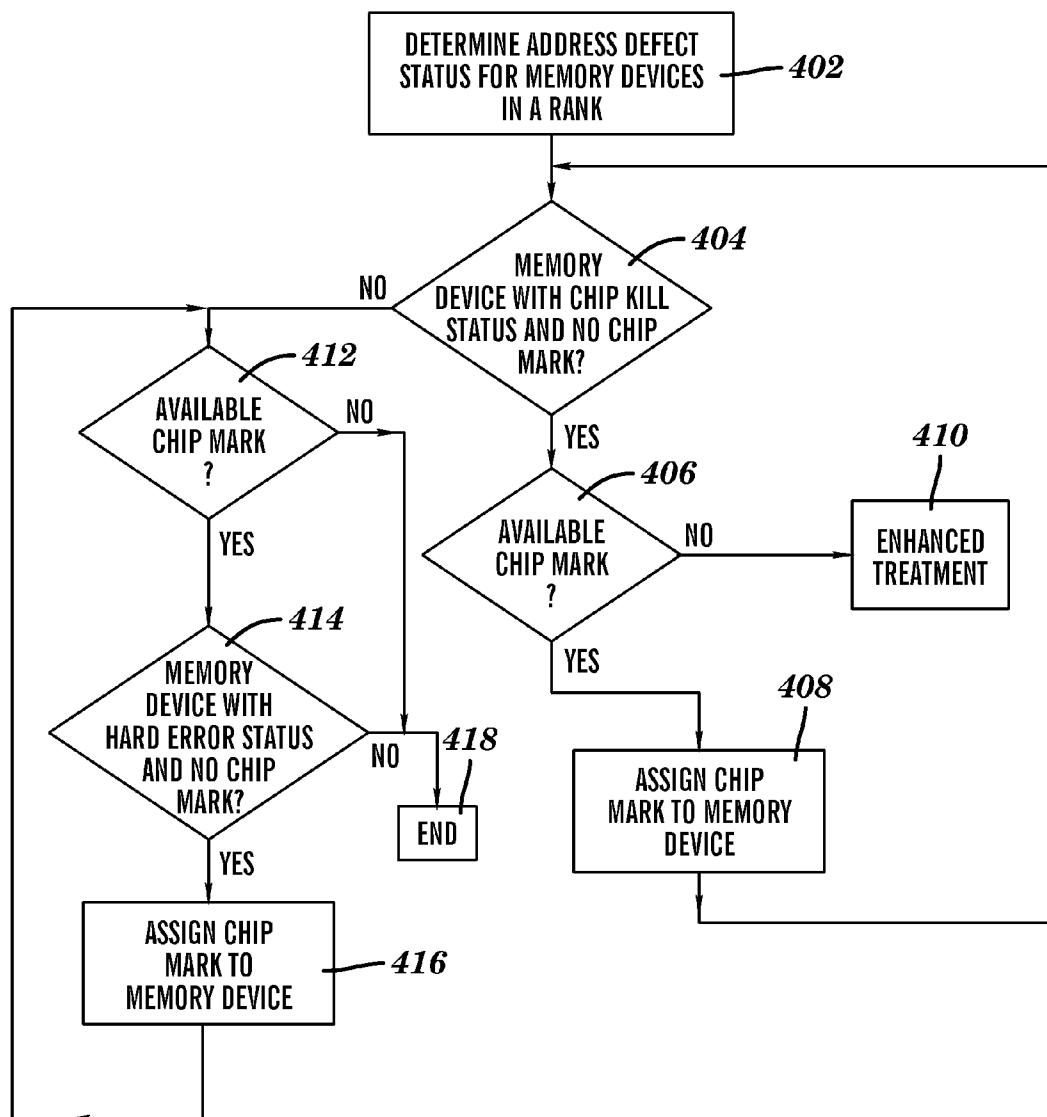 DETERMINE ADDRESS DEFECT
STATUS FOR MEMORY DEVICES
IN A RANK
402
404
MEMORY
DEVICE WITH CHIP KILL
STATUS AND NO CHIP
MARK?
NO
YES
412
AVAILABLE
CHIP MARK
?
NO
YES
406
AVAILABLE
CHIP MARK
?
NO
YES
410
ENHANCED
TREATMENT
414
MEMORY
DEVICE WITH
HARD ERROR STATUS
AND NO CHIP
MARK?
NO
YES
418
END
408
ASSIGN CHIP
MARK TO MEMORY
DEVICE
ASSIGN CHIP
MARK TO
MEMORY DEVICE
416